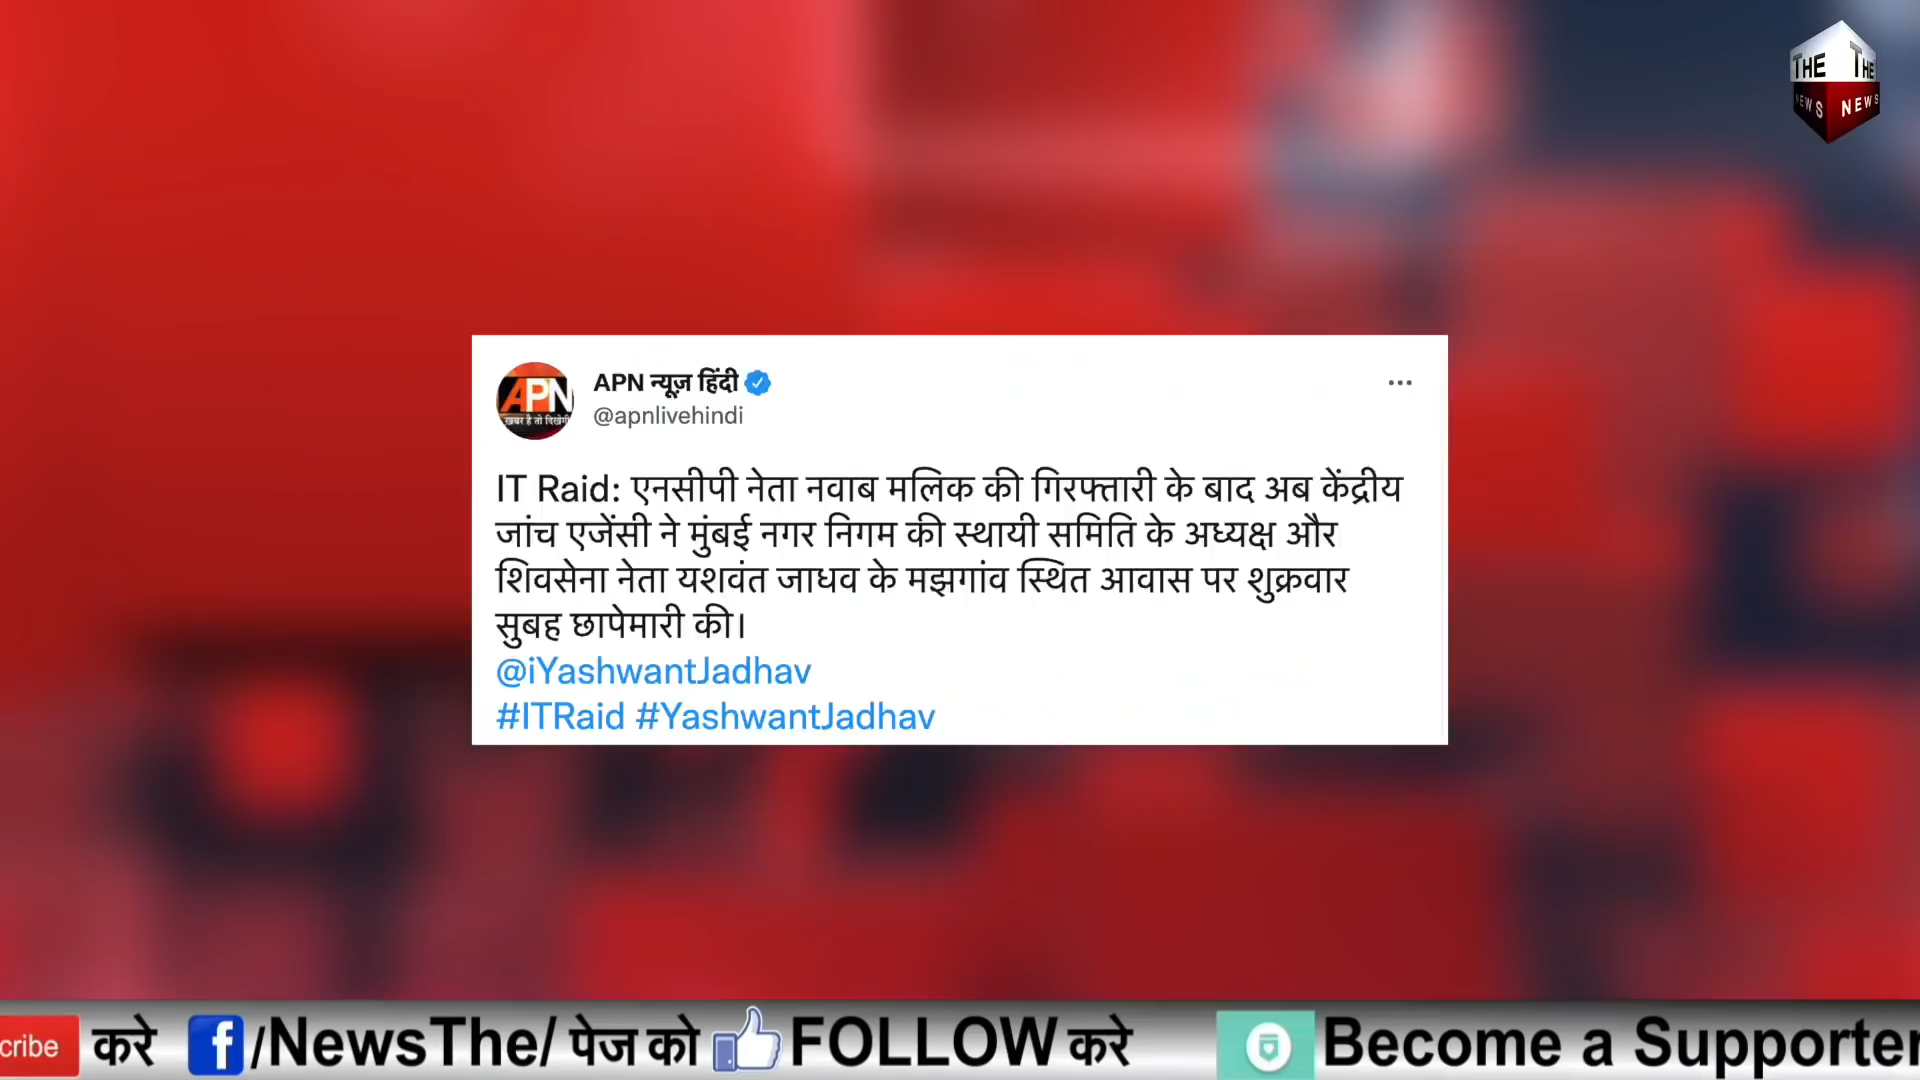 THE THE
NEWS NEWS
APN
ख़बर है तो दिखेगी
APN न्यूज़ हिंदी
@apnlivehindi
IT Raid: एनसीपी नेता नवाब मलिक की गिरफ्तारी के बाद अब केंद्रीय
जांच एजेंसी ने मुंबई नगर निगम की स्थायी समिति के अध्यक्ष और
शिवसेना नेता यशवंत जाधव के मझगांव स्थित आवास पर शुक्रवार
सुबह छापेमारी की।
@iYashwantJadhav
#ITRaid #YashwantJadhav
cribe करे f/NewsThe/ पेज को FOLLOW करे Become a Supporter